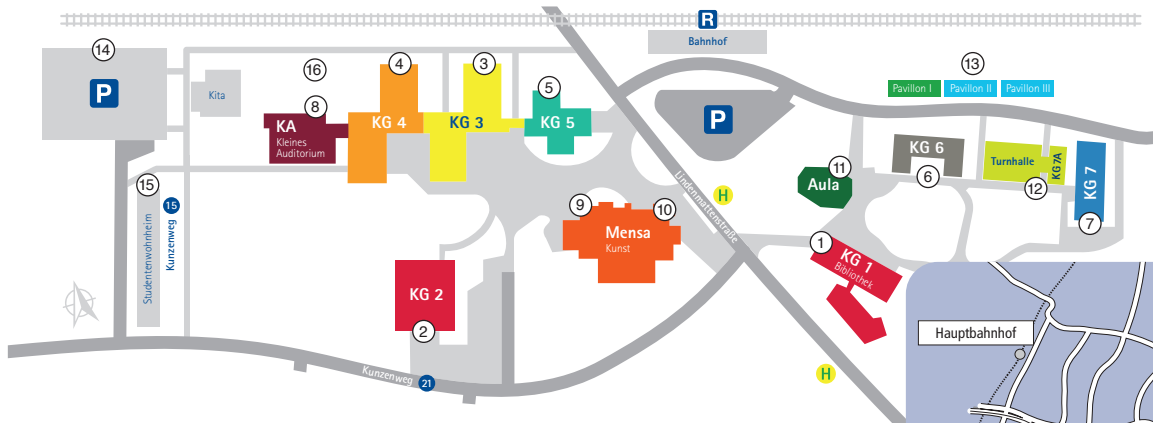 R
Bahnhof
14
P
Kita
16
4
3
5
8
KA
Kleines
Auditorium
KG 4
KG 3
KG 5
P
13
Pavillon I
Pavillon II
Pavillon III
KG 6
6
Turnhalle
KG 7A
12
KG 7
7
11
Aula
15
Studentenwohnheim
15
Kunzenweg
Lindenmattenstraße
H
9
10
Mensa
Kunst
1
KG 1
Bibliothek
KG 2
2
Kunzenweg
21
H
Hauptbahnhof